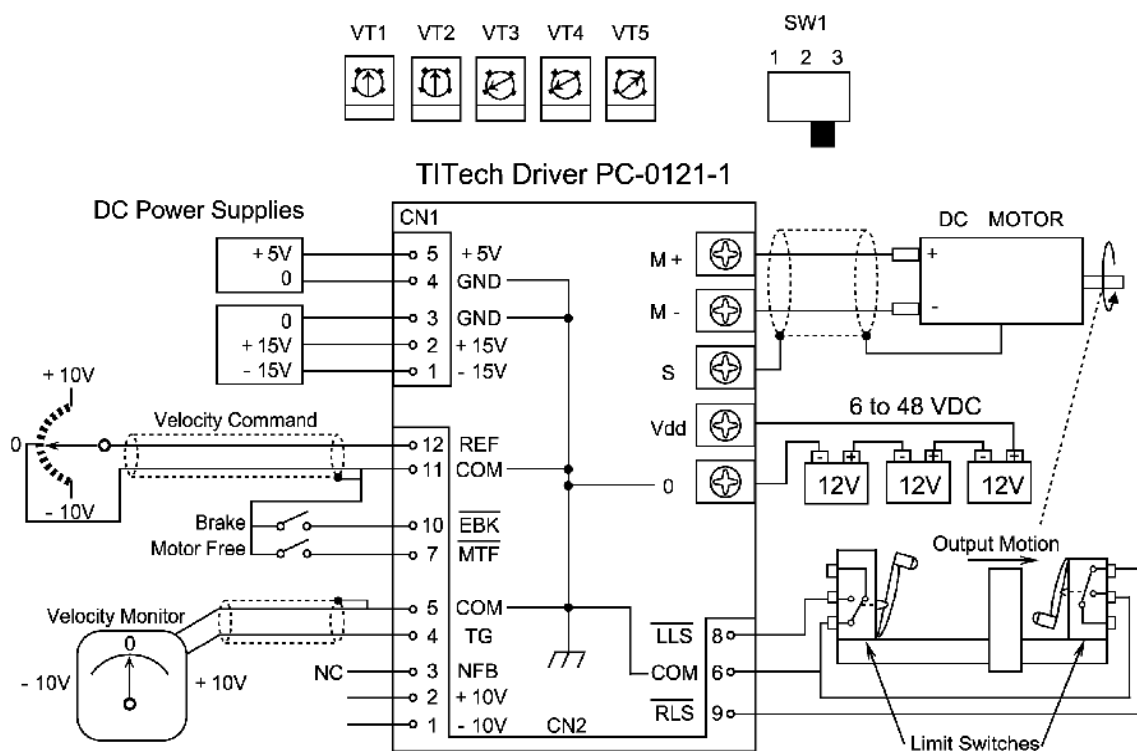 VT1 VT2 VT3 VT4 VT5
SW1
1 2 3
TITech Driver PC-0121-1
DC Power Supplies
CN1
+ 5V
0
5 + 5V
4 GND
0
+ 15V
- 15V
3 GND
2 + 15V
1 - 15V
M +
M -
S
Vdd
0
DC MOTOR
+
-
6 to 48 VDC
- + - + - +
12V 12V 12V
+ 10V
0
- 10V
Velocity Command
12 REF
11 COM
Brake
10 EBK
Motor Free
7 MTF
Velocity Monitor
0
- 10V + 10V
5 COM
4 TG
NC
3 NFB
2 + 10V
1 - 10V
CN2
LLS 8
COM 6
RLS 9
Output Motion
Limit Switches